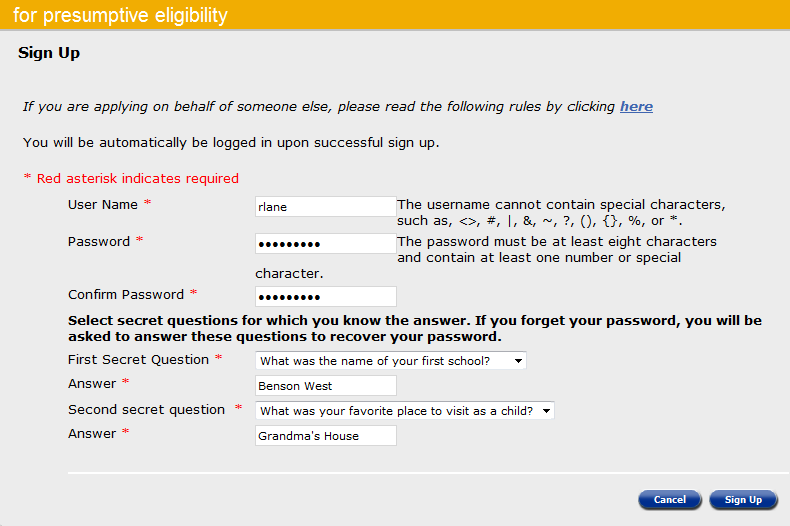 for presumptive eligibility
Sign Up
If you are applying on behalf of someone else, please read the following rules by clicking here
You will be automatically be logged in upon successful sign up.
* Red asterisk indicates required
User Name * rlane The username cannot contain special characters,
such as, <>, #, |, &, ~, ?, (), {}, %, or *.
Password * ••••••••• The password must be at least eight characters
and contain at least one number or special
character.
Confirm Password * •••••••••
Select secret questions for which you know the answer. If you forget your password, you will be
asked to answer these questions to recover your password.
First Secret Question * What was the name of your first school?
Answer * Benson West
Second secret question * What was your favorite place to visit as a child?
Answer * Grandma's House
Cancel Sign Up